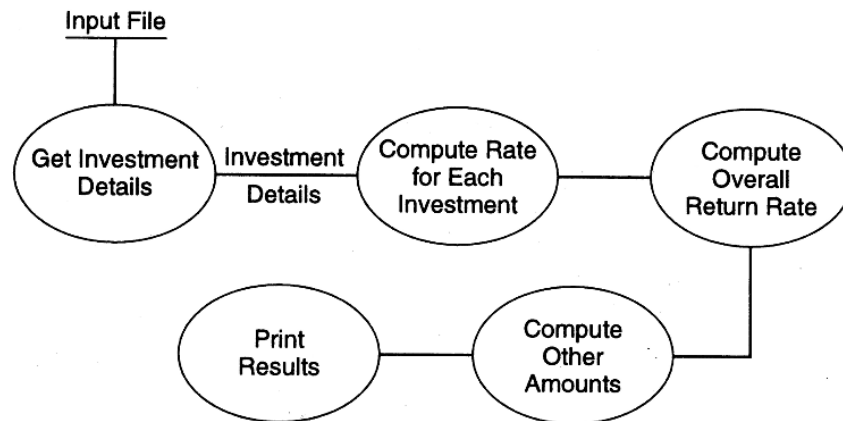 Input File
Get Investment
Details
Investment
Details
Compute Rate
for Each
Investment
Compute
Overall
Return Rate
Print
Results
Compute
Other
Amounts